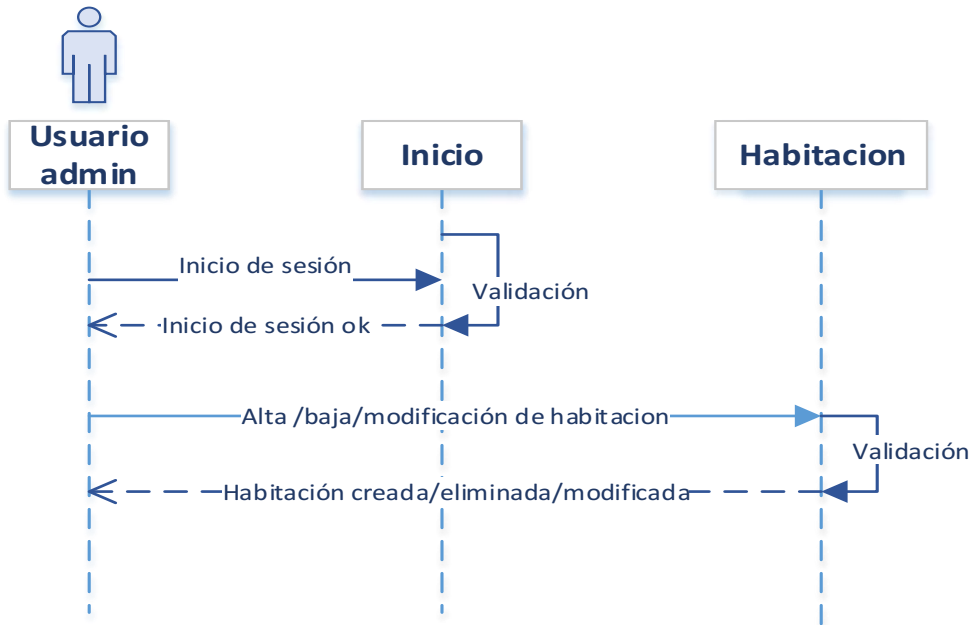 Usuario
admin
Inicio
Habitacion
Inicio de sesión
Validación
Inicio de sesión ok
Alta /baja/modificación de habitacion
Validación
Habitación creada/eliminada/modificada